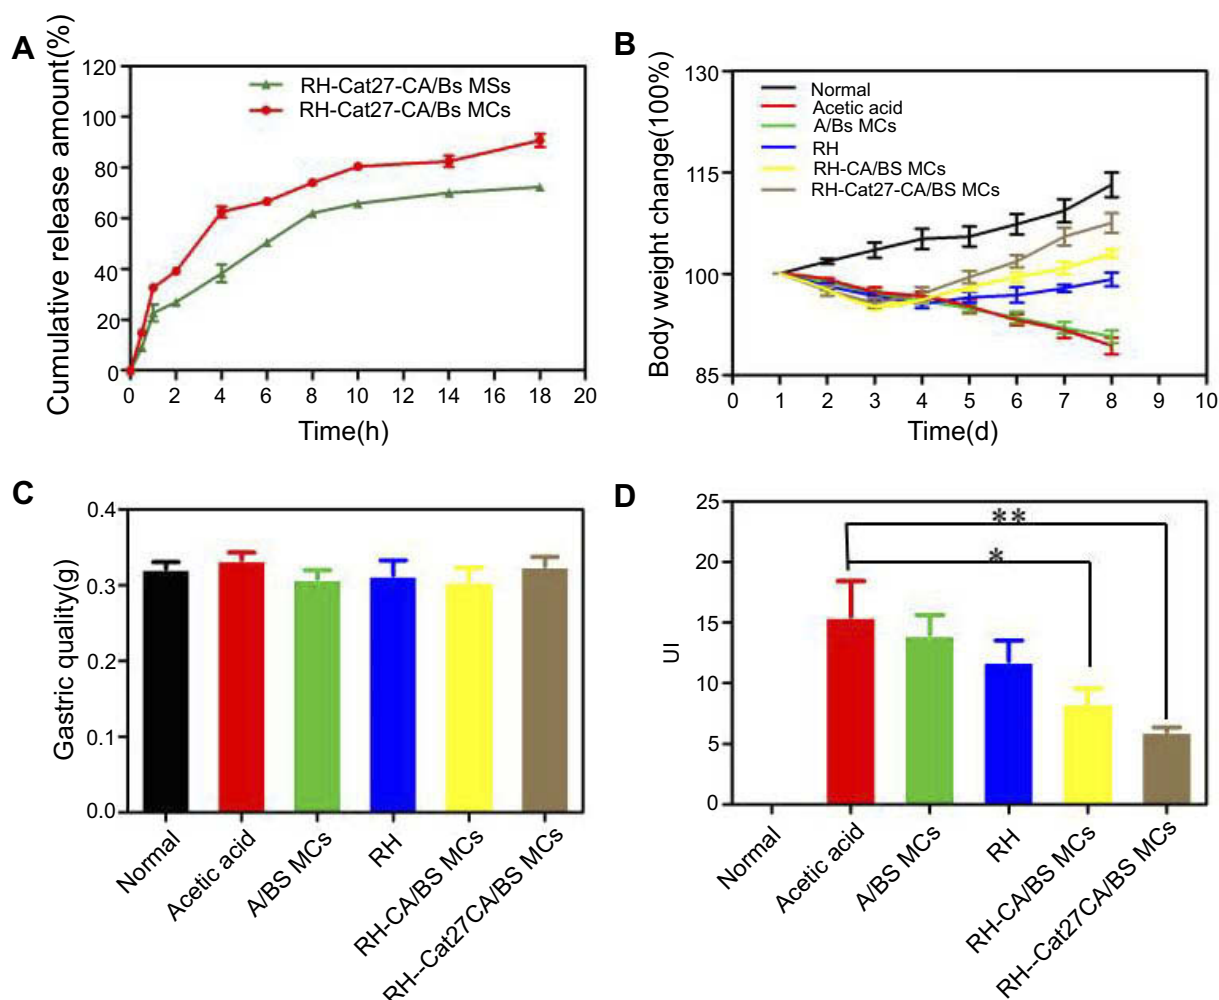 A
Cumulative release amount(%)
120
100
80
60
40
20
0
RH-Cat27-CA/Bs MSs
RH-Cat27-CA/Bs MCs
0 2 4 6 8 10 12 14 16 18 20
Time(h)
B
Body weight change(100%)
130
115
100
85
Normal
Acetic acid
A/Bs MCs
RH
RH-CA/BS MCs
RH-Cat27-CA/BS MCs
0 1 2 3 4 5 6 7 8 9 10
Time(d)
C
Gastric quality(g)
0.4
0.3
0.2
0.1
0.0
Normal
Acetic acid
A/BS MCs
RH
RH-CA/BS MCs
RH--Cat27CA/BS MCs
D
UI
25
20
15
10
5
0
**
*
Normal
Acetic acid
A/BS MCs
RH
RH-CA/BS MCs
RH--Cat27CA/BS MCs